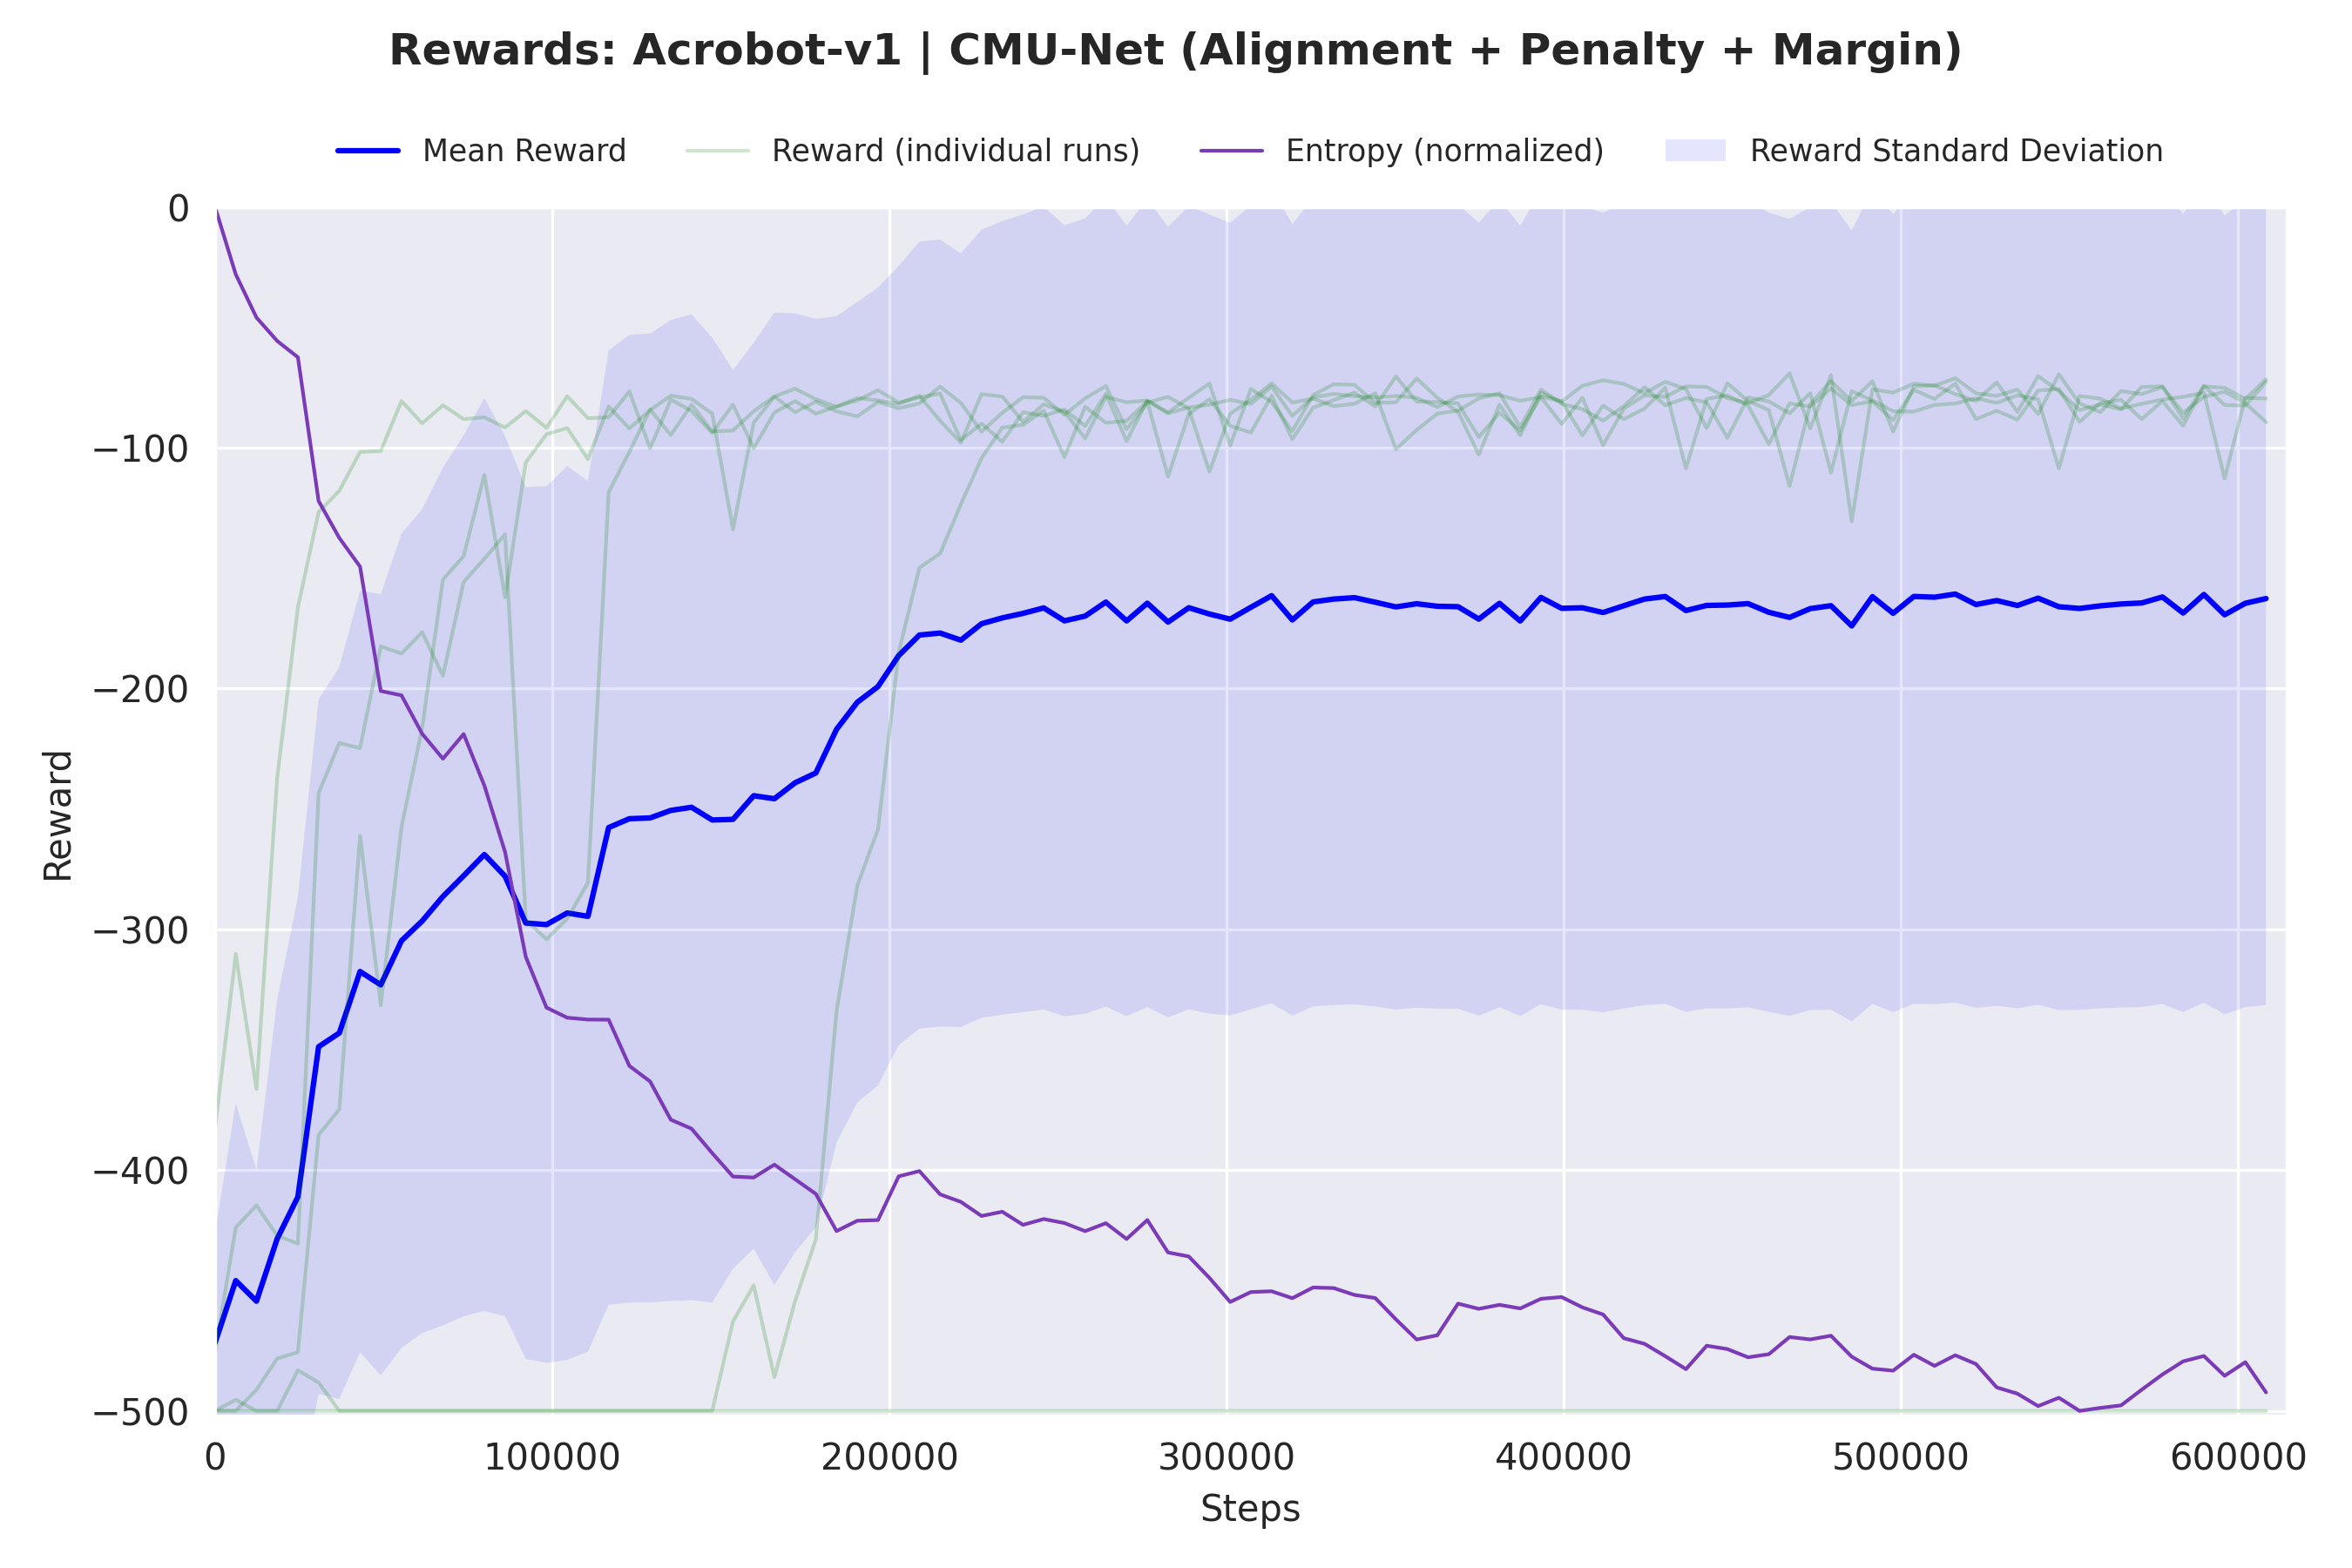 Rewards: Acrobot-v1 | CMU-Net (Alignment + Penalty + Margin)
Mean Reward
Reward (individual runs)
Entropy (normalized)
Reward Standard Deviation
0
−100
−200
−300
−400
−500
Reward
0
100000
200000
300000
400000
500000
600000
Steps